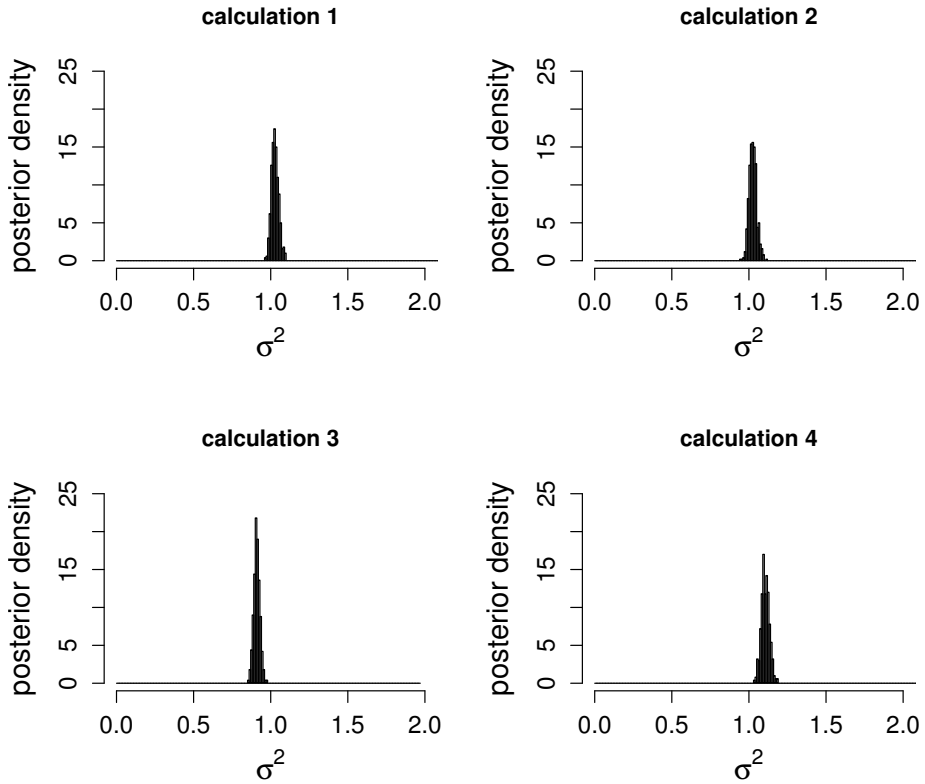 calculation 1
posterior density
25
15
5
0
0.0 0.5 1.0 1.5 2.0
σ²
calculation 2
posterior density
25
15
5
0
0.0 0.5 1.0 1.5 2.0
σ²
calculation 3
posterior density
25
15
5
0
0.0 0.5 1.0 1.5 2.0
σ²
calculation 4
posterior density
25
15
5
0
0.0 0.5 1.0 1.5 2.0
σ²